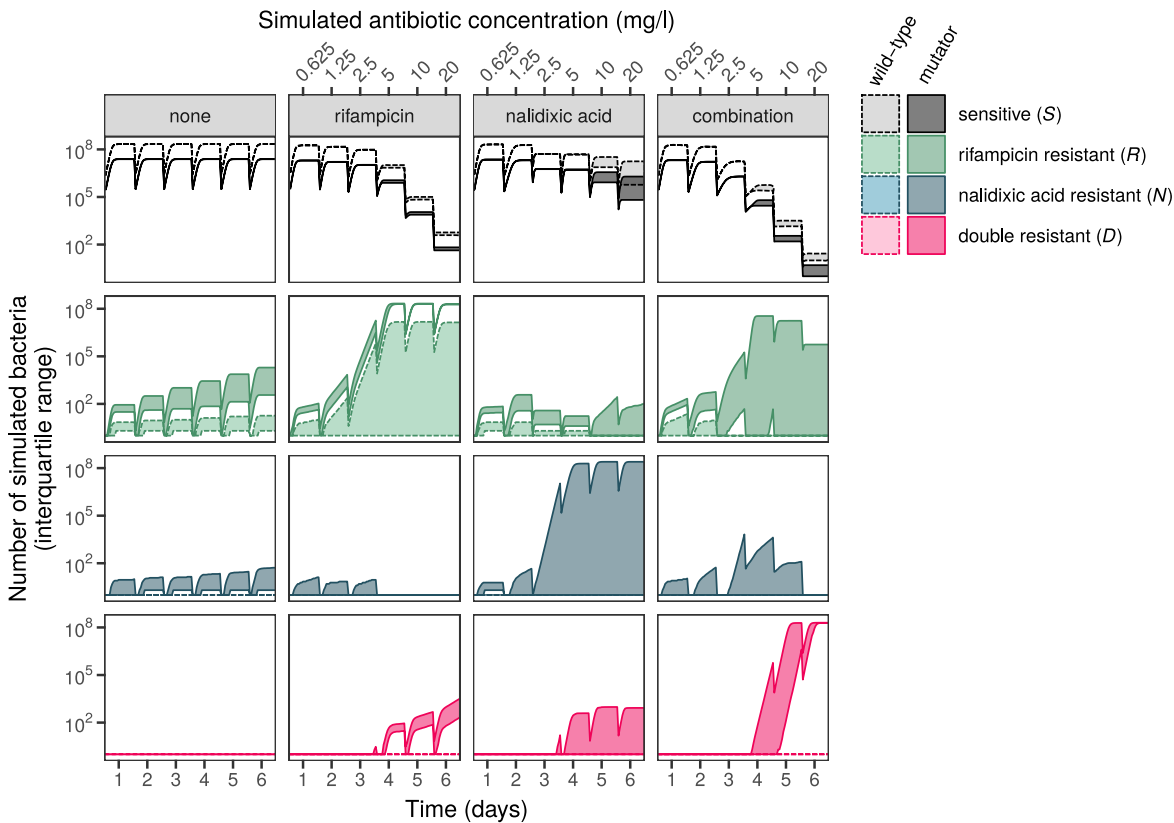 Simulated antibiotic concentration (mg/l)
0.625 1.25 2.5 5 10 20 0.625 1.25 2.5 5 10 20 0.625 1.25 2.5 5 10 20
none rifampicin nalidixic acid combination
wild−type mutator
sensitive (S)
rifampicin resistant (R)
nalidixic acid resistant (N)
double resistant (D)
Number of simulated bacteria
(interquartile range)
10^8
10^5
10^2
10^8
10^5
10^2
10^8
10^5
10^2
10^8
10^5
10^2
1 2 3 4 5 6 1 2 3 4 5 6 1 2 3 4 5 6 1 2 3 4 5 6
Time (days)